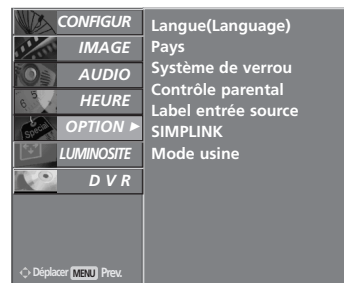 CONFIGUR
IMAGE
AUDIO
HEURE
OPTION ►
LUMINOSITE
D V R
Déplacer MENU Prev.
Langue(Language)
Pays
Système de verrou
Contrôle parental
Label entrée source
SIMPLINK
Mode usine